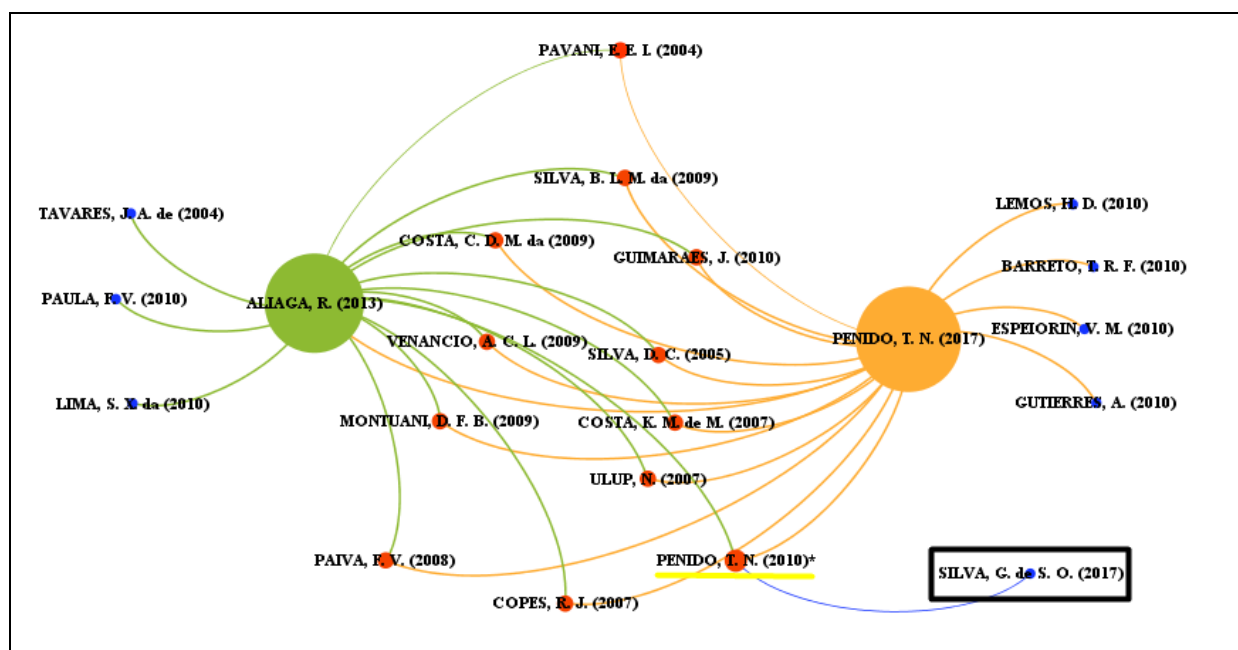 PAVANI, E. E. I. (2004)
SILVA, B. L. M. da (2009)
LEMOS, H. D. (2010)
TAVARES, J. A. de (2004)
COSTA, C. D. M. da (2009)
GUIMARAES, J. (2010)
BARRETO, T. R. F. (2010)
PAULA, F. V. (2010)
ALIAGA, R. (2013)
ESPEIORIN, V. M. (2010)
VENANCIO, A. C. L. (2009)
PENIDO, T. N. (2017)
SILVA, D. C. (2005)
LIMA, S. X. da (2010)
GUTIERRES, A. (2010)
MONTUANI, D. F. B. (2009)
COSTA, K. M. de M. (2007)
ULUP, N. (2007)
PAIVA, F. V. (2008)
PENIDO, T. N. (2010)*
SILVA, G. de S. O. (2017)
COPES, R. J. (2007)